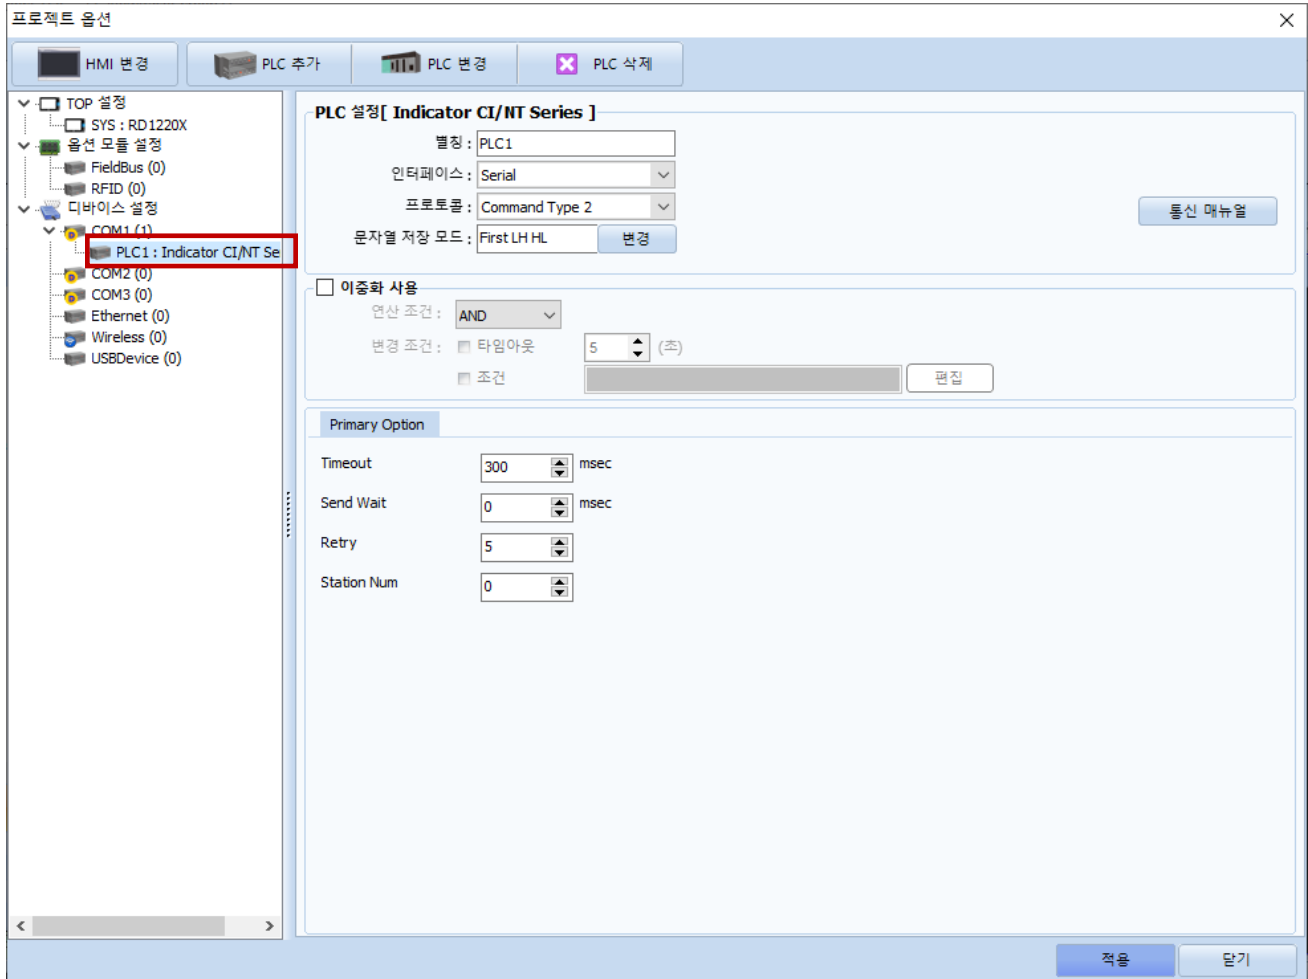 프로젝트 옵션
HMI 변경
PLC 추가
PLC 변경
PLC 삭제
TOP 설정
SYS : RD1220X
옵션 모듈 설정
FieldBus (0)
RFID (0)
디바이스 설정
COM1 (1)
PLC1 : Indicator CI/NT Se
COM2 (0)
COM3 (0)
Ethernet (0)
Wireless (0)
USBDevice (0)
PLC 설정[ Indicator CI/NT Series ]
별칭 : PLC1
인터페이스 : Serial
프로토콜 : Command Type 2
통신 매뉴얼
문자열 저장 모드 : First LH HL 변경
이중화 사용
연산 조건 : AND
변경 조건 : 타임아웃 5 (초)
조건 편집
Primary Option
Timeout 300 msec
Send Wait 0 msec
Retry 5
Station Num 0
적용 닫기